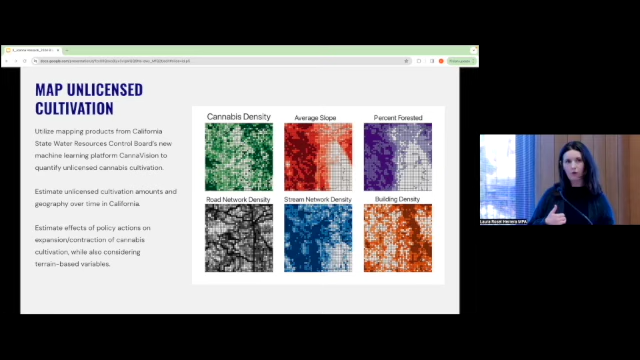 MAP UNLICENSED
CULTIVATION
Utilize mapping products from California
State Water Resources Control Board's new
machine learning platform CannaVision to
quantify unlicensed cannabis cultivation.
Estimate unlicensed cultivation amounts and
geography over time in California.
Estimate effects of policy actions on
expansion/contraction of cannabis
cultivation, while also considering
terrain-based variables.
Cannabis Density
Average Slope
Percent Forested
Road Network Density
Stream Network Density
Building Density